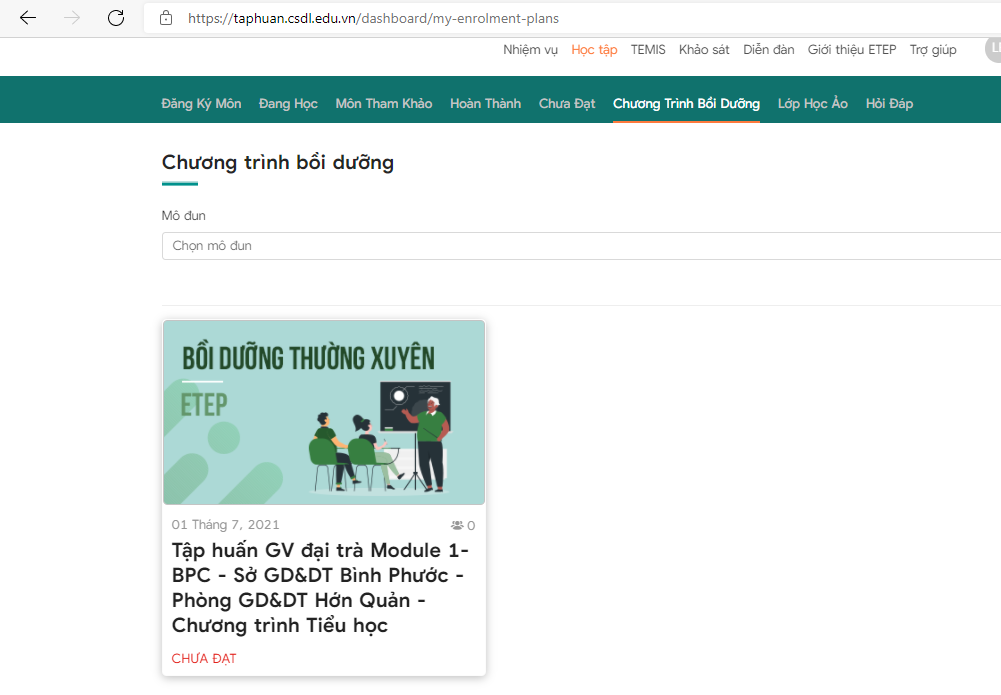 https://taphuan.csdl.edu.vn/dashboard/my-enrolment-plans
Nhiệm vụ Học tập TEMIS Khảo sát Diễn đàn Giới thiệu ETEP Trợ giúp
Đăng Ký Môn Đang Học Môn Tham Khảo Hoàn Thành Chưa Đạt Chương Trình Bồi Dưỡng Lớp Học Ảo Hỏi Đáp
Chương trình bồi dưỡng
Mô đun
Chọn mô đun
BỒI DƯỠNG THƯỜNG XUYÊN
ETEP
01 Tháng 7, 2021 0
Tập huấn GV đại trà Module 1-
BPC - Sở GD&DT Bình Phước -
Phòng GD&DT Hớn Quản -
Chương trình Tiểu học
CHƯA ĐẠT